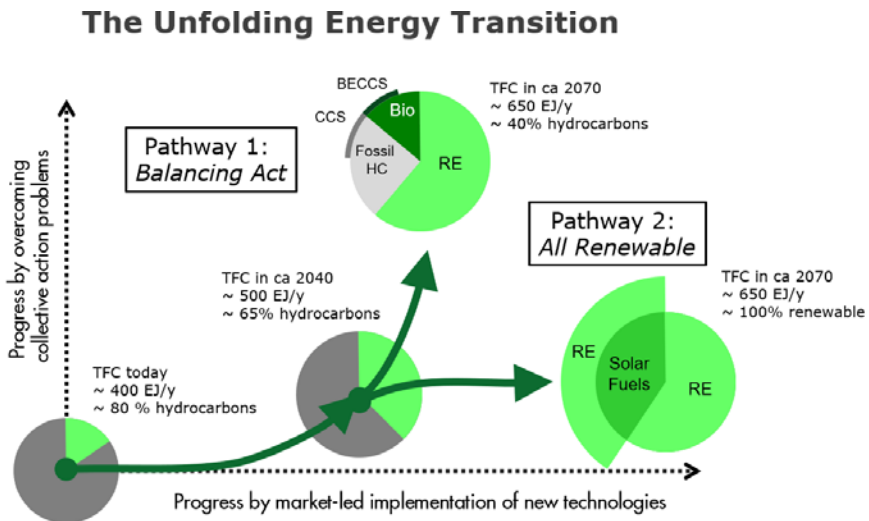 The Unfolding Energy Transition
BECCS
CCS
Bio
Fossil
HC
RE
TFC in ca 2070
~ 650 EJ/y
~ 40% hydrocarbons
Pathway 1:
Balancing Act
Pathway 2:
All Renewable
TFC in ca 2040
~ 500 EJ/y
~ 65% hydrocarbons
TFC in ca 2070
~ 650 EJ/y
~ 100% renewable
RE
Solar
Fuels
RE
TFC today
~ 400 EJ/y
~ 80 % hydrocarbons
Progress by overcoming
collective action problems
Progress by market-led implementation of new technologies